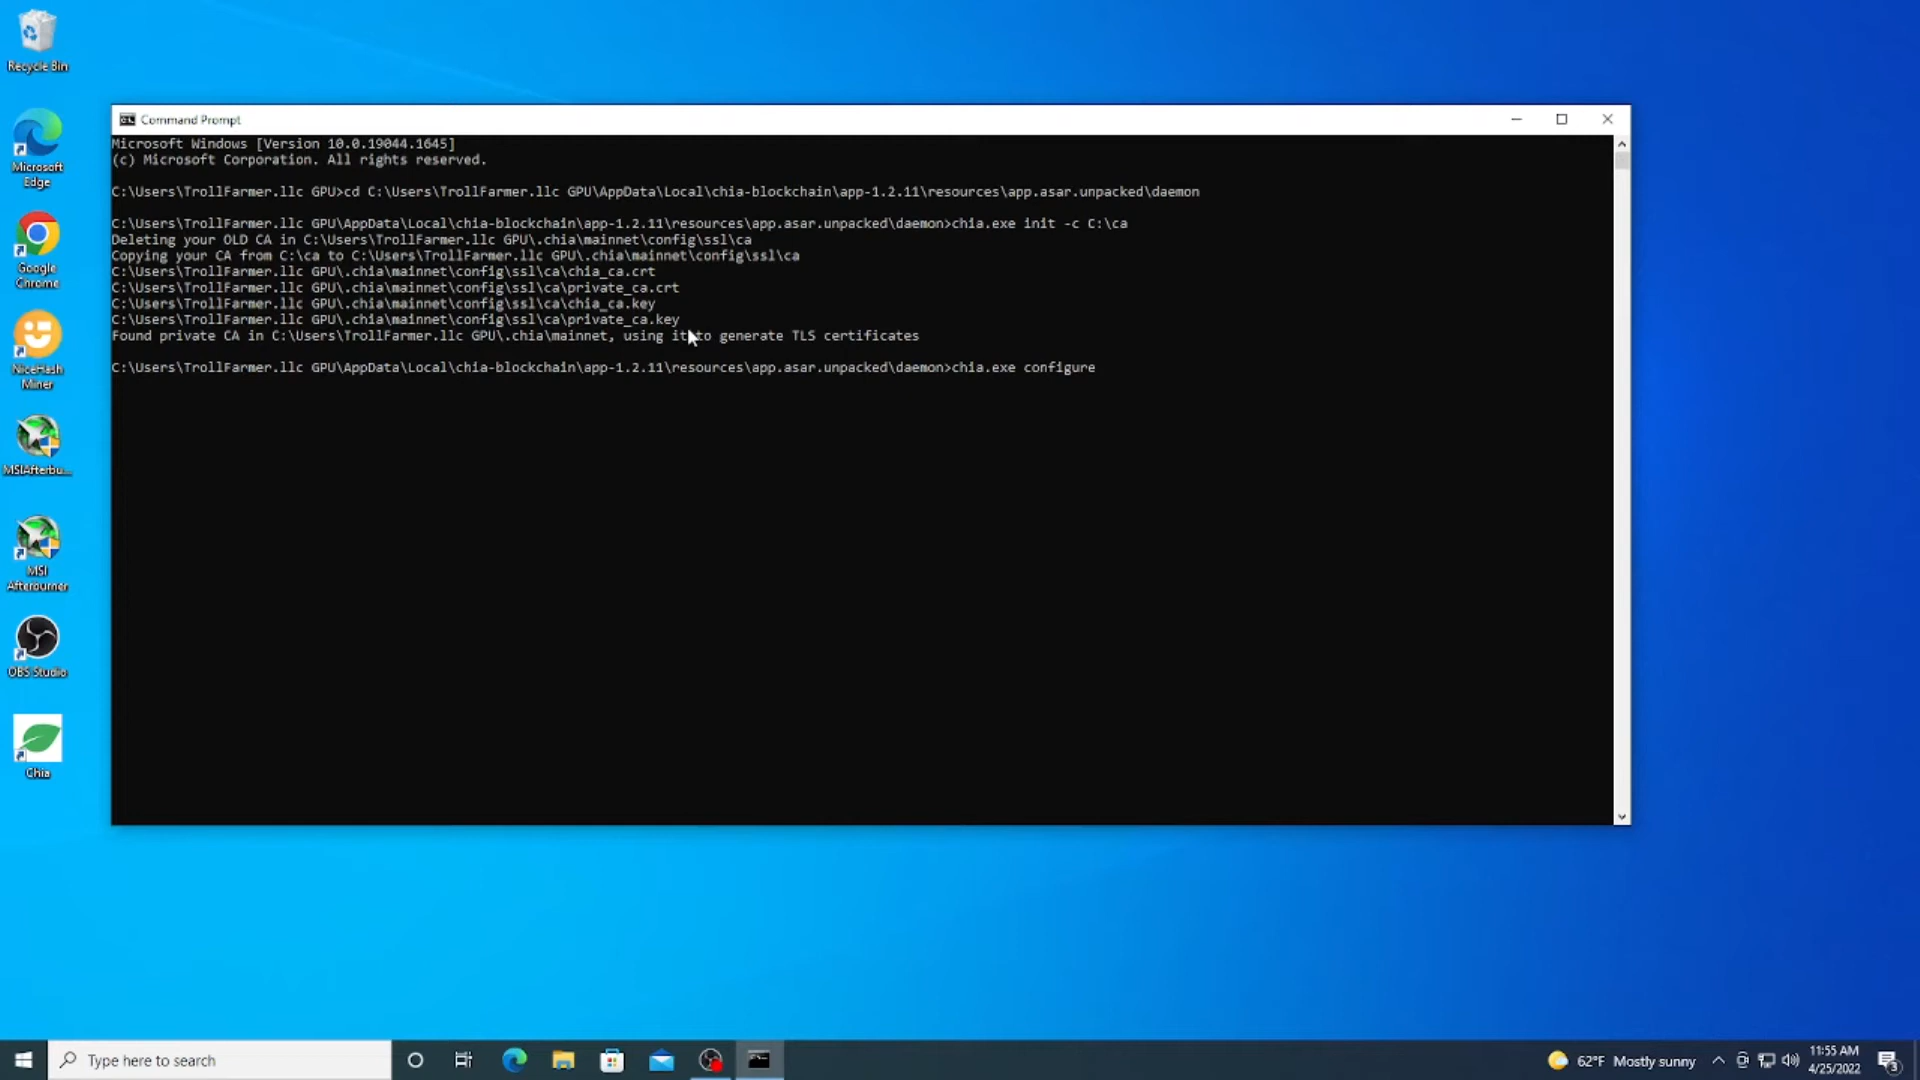 Recycle Bin
Microsoft
Edge
Google
Chrome
NiceHash
Miner
MSIAfterbu...
MSI
Afterburner
OBS Studio
Chia
Command Prompt
Microsoft Windows [Version 10.0.19044.1645]
(c) Microsoft Corporation. All rights reserved.
C:\Users\TrollFarmer.llc GPU>cd C:\Users\TrollFarmer.llc GPU\AppData\Local\chia-blockchain\app-1.2.11\resources\app.asar.unpacked\daemon
C:\Users\TrollFarmer.llc GPU\AppData\Local\chia-blockchain\app-1.2.11\resources\app.asar.unpacked\daemon>chia.exe init -c C:\ca
Deleting your OLD CA in C:\Users\TrollFarmer.llc GPU\.chia\mainnet\config\ssl\ca
Copying your CA from C:\ca to C:\Users\TrollFarmer.llc GPU\.chia\mainnet\config\ssl\ca
C:\Users\TrollFarmer.llc GPU\.chia\mainnet\config\ssl\ca\chia_ca.crt
C:\Users\TrollFarmer.llc GPU\.chia\mainnet\config\ssl\ca\private_ca.crt
C:\Users\TrollFarmer.llc GPU\.chia\mainnet\config\ssl\ca\chia_ca.key
C:\Users\TrollFarmer.llc GPU\.chia\mainnet\config\ssl\ca\private_ca.key
Found private CA in C:\Users\TrollFarmer.llc GPU\.chia\mainnet, using it to generate TLS certificates
C:\Users\TrollFarmer.llc GPU\AppData\Local\chia-blockchain\app-1.2.11\resources\app.asar.unpacked\daemon>chia.exe configure
Type here to search
62°F Mostly sunny
11:55 AM
4/25/2022
3